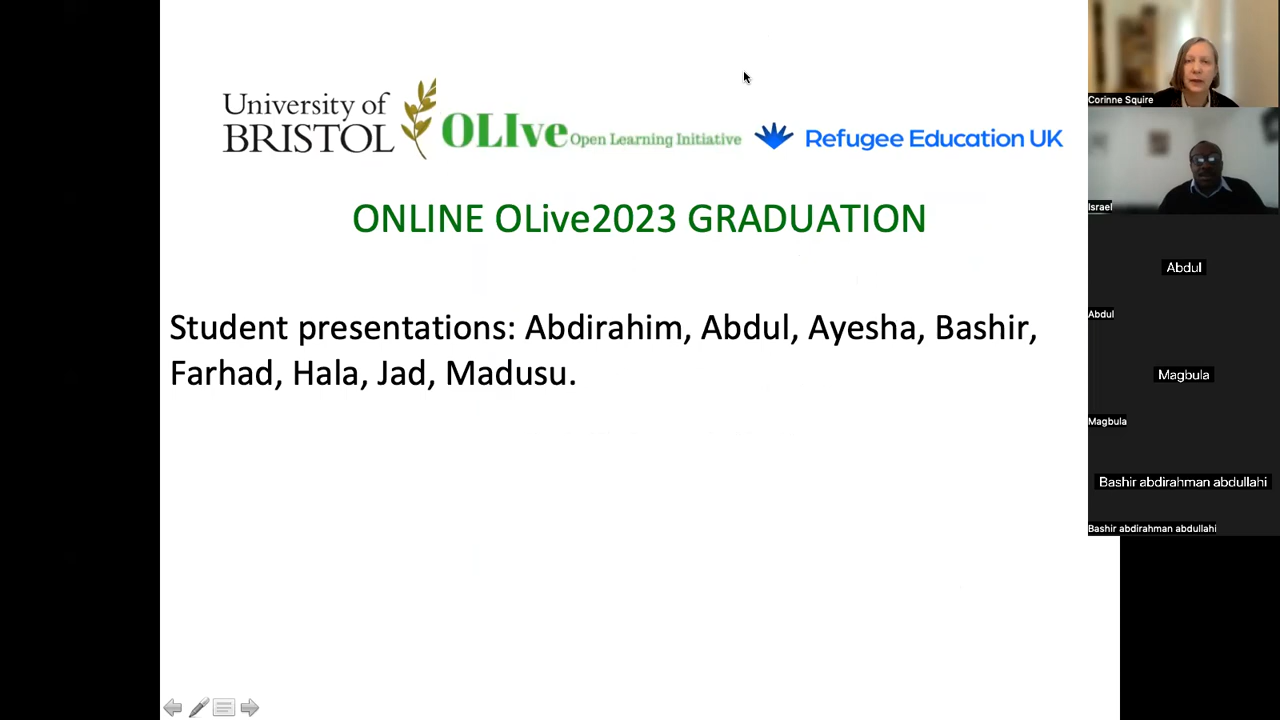 University of
BRISTOL
OLIve Open Learning Initiative
Refugee Education UK
ONLINE OLive2023 GRADUATION
Student presentations: Abdirahim, Abdul, Ayesha, Bashir,
Farhad, Hala, Jad, Madusu.
Corinne Squire
Israel
Abdul
Abdul
Magbula
Magbula
Bashir abdirahman abdullahi
Bashir abdirahman abdullahi